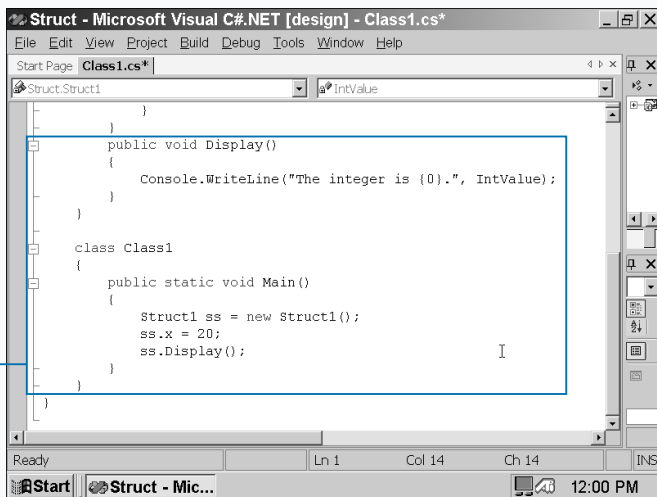 Struct - Microsoft Visual C#.NET [design] - Class1.cs*
File Edit View Project Build Debug Tools Window Help
Start Page Class1.cs*
Struct.Struct1 IntValue
}
}
public void Display()
{
Console.WriteLine("The integer is {0}.", IntValue);
}
}
class Class1
{
public static void Main()
{
Struct1 ss = new Struct1();
ss.x = 20;
ss.Display();
}
}
}
Ready Ln 1 Col 14 Ch 14 INS
Start Struct - Mic... 12:00 PM